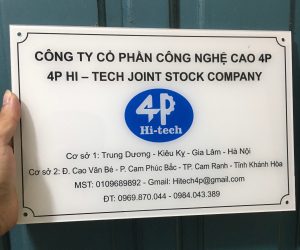 CÔNG TY CỔ PHẦN CÔNG NGHỆ CAO 4P
4P HI – TECH JOINT STOCK COMPANY
4P
Hi-tech
Cơ sở 1: Trung Dương - Kiêu Kỵ - Gia Lâm - Hà Nội
Cơ sở 2: Đ. Cao Văn Bé - P. Cam Phúc Bắc - TP. Cam Ranh - Tỉnh Khánh Hòa
MST: 0109689892 - Gmail: Hitech4p@gmail.com
ĐT: 0969.870.044 - 0984.043.389